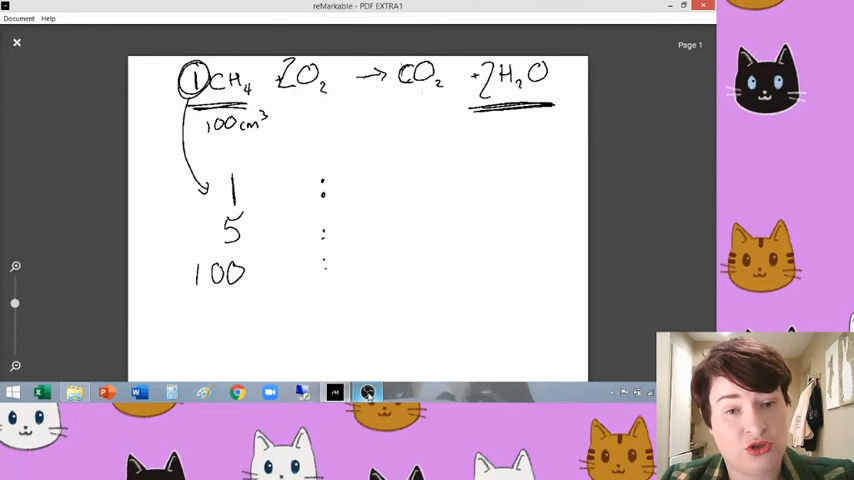 reMarkable - PDF EXTRA1
Document Help
Page 1
1CH₄ +2O₂ → CO₂ +2H₂O
100cm³
1 :
5 :
100 :